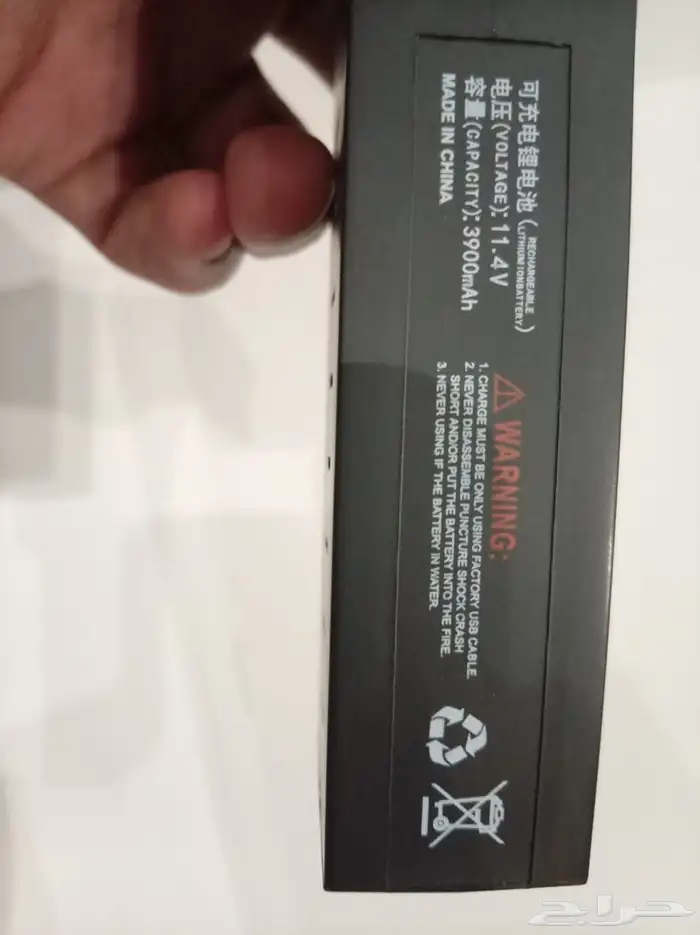 可充电锂电池 (RECHARGEABLE LITHIUM IONBATTERY)
电压 (VOLTAGE): 11.4V
容量 (CAPACITY): 3900mAh
MADE IN CHINA
WARNING:
1. CHARGE MUST BE ONLY USING FACTORY USB CABLE.
2. NEVER DISASSEMBLE PUNCTURE SHOCK CRASH
SHORT AND/OR PUT THE BATTERY INTO THE FIRE.
3. NEVER USING IF THE BATTERY IN WATER.
حراج